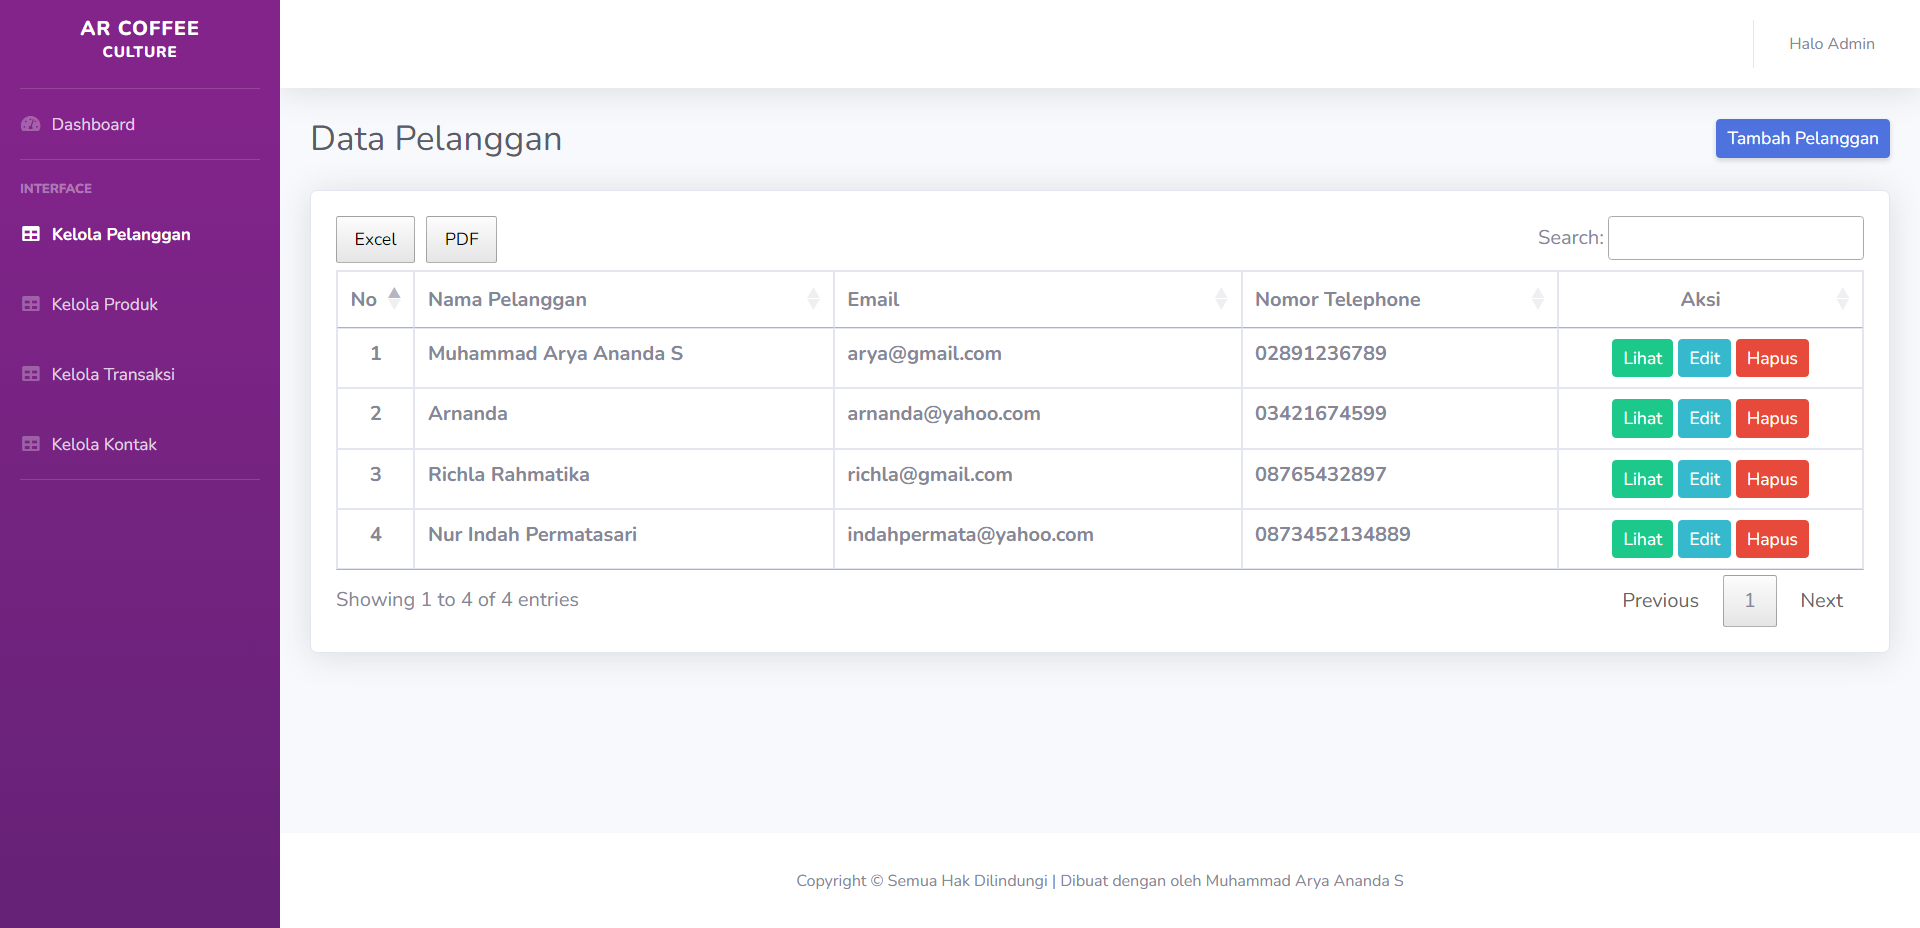 AR COFFEE
CULTURE
Halo Admin
Dashboard
INTERFACE
Kelola Pelanggan
Kelola Produk
Kelola Transaksi
Kelola Kontak
Data Pelanggan
Tambah Pelanggan
Excel PDF Search:
No Nama Pelanggan Email Nomor Telephone Aksi
1 Muhammad Arya Ananda S arya@gmail.com 02891236789 Lihat Edit Hapus
2 Arnanda arnanda@yahoo.com 03421674599 Lihat Edit Hapus
3 Richla Rahmatika richla@gmail.com 08765432897 Lihat Edit Hapus
4 Nur Indah Permatasari indahpermata@yahoo.com 0873452134889 Lihat Edit Hapus
Showing 1 to 4 of 4 entries Previous 1 Next
Copyright © Semua Hak Dilindungi | Dibuat dengan oleh Muhammad Arya Ananda S